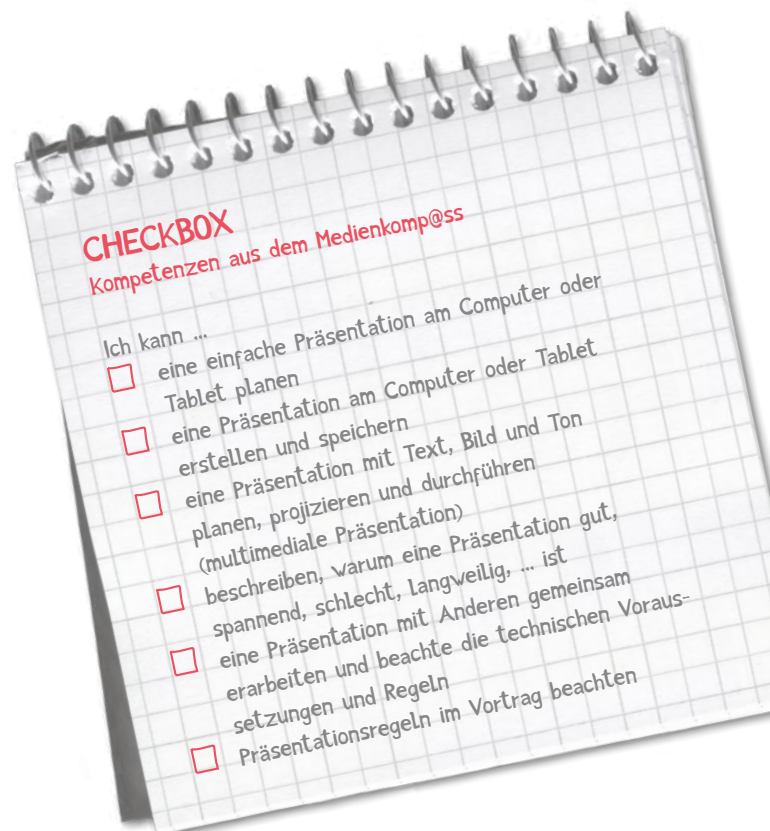 CHECKBOX
Kompetenzen aus dem Medienkomp@ss
Ich kann ...
eine einfache Präsentation am Computer oder
Tablet planen
eine Präsentation am Computer oder Tablet
erstellen und speichern
eine Präsentation mit Text, Bild und Ton
planen, projizieren und durchführen
(multimediale Präsentation)
beschreiben, warum eine Präsentation gut,
spannend, schlecht, langweilig, ... ist
eine Präsentation mit Anderen gemeinsam
erarbeiten und beachte die technischen Voraus-
setzungen und Regeln
Präsentationsregeln im Vortrag beachten